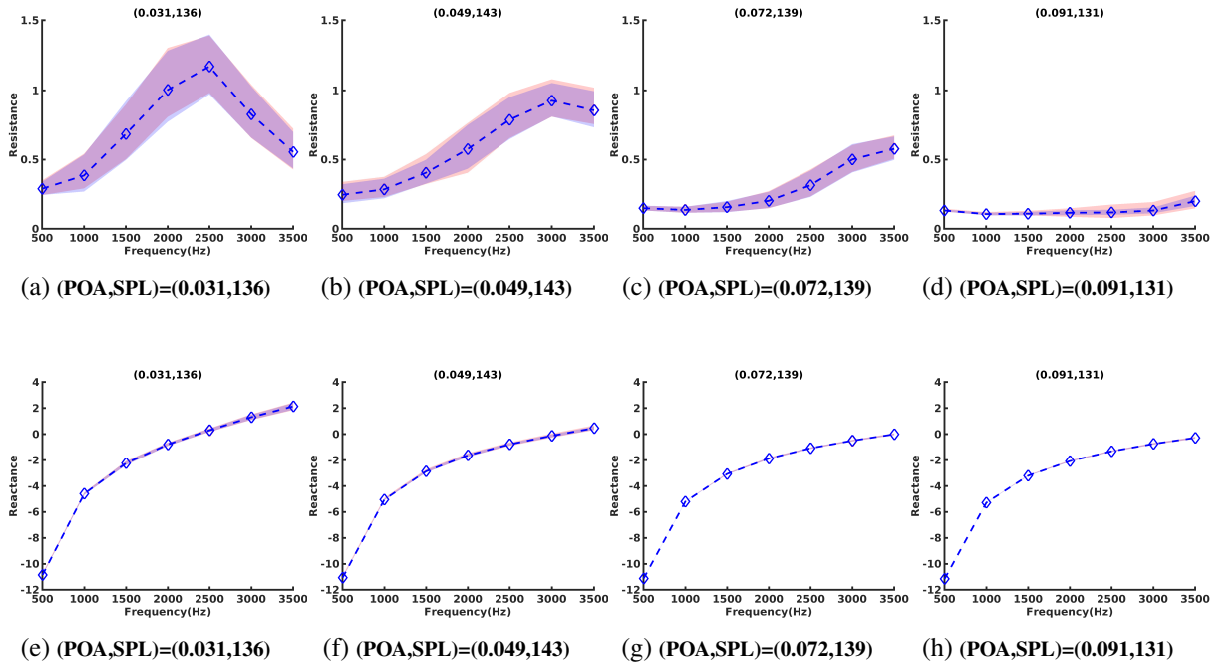 (0.031,136) (0.049,143) (0.072,139) (0.091,131)
1.5 1.5 1.5 1.5
1 1 1 1
Resistance Resistance Resistance Resistance
0.5 0.5 0.5 0.5
0 0 0 0
500 1000 1500 2000 2500 3000 3500 500 1000 1500 2000 2500 3000 3500 500 1000 1500 2000 2500 3000 3500 500 1000 1500 2000 2500 3000 3500
Frequency(Hz) Frequency(Hz) Frequency(Hz) Frequency(Hz)
(a) (POA,SPL)=(0.031,136) (b) (POA,SPL)=(0.049,143) (c) (POA,SPL)=(0.072,139) (d) (POA,SPL)=(0.091,131)
(0.031,136) (0.049,143) (0.072,139) (0.091,131)
4 4 4 4
2 2 2 2
0 0 0 0
-2 -2 -2 -2
Reactance Reactance Reactance Reactance
-4 -4 -4 -4
-6 -6 -6 -6
-8 -8 -8 -8
-10 -10 -10 -10
-12 -12 -12 -12
500 1000 1500 2000 2500 3000 3500 500 1000 1500 2000 2500 3000 3500 500 1000 1500 2000 2500 3000 3500 500 1000 1500 2000 2500 3000 3500
Frequency(Hz) Frequency(Hz) Frequency(Hz) Frequency(Hz)
(e) (POA,SPL)=(0.031,136) (f) (POA,SPL)=(0.049,143) (g) (POA,SPL)=(0.072,139) (h) (POA,SPL)=(0.091,131)